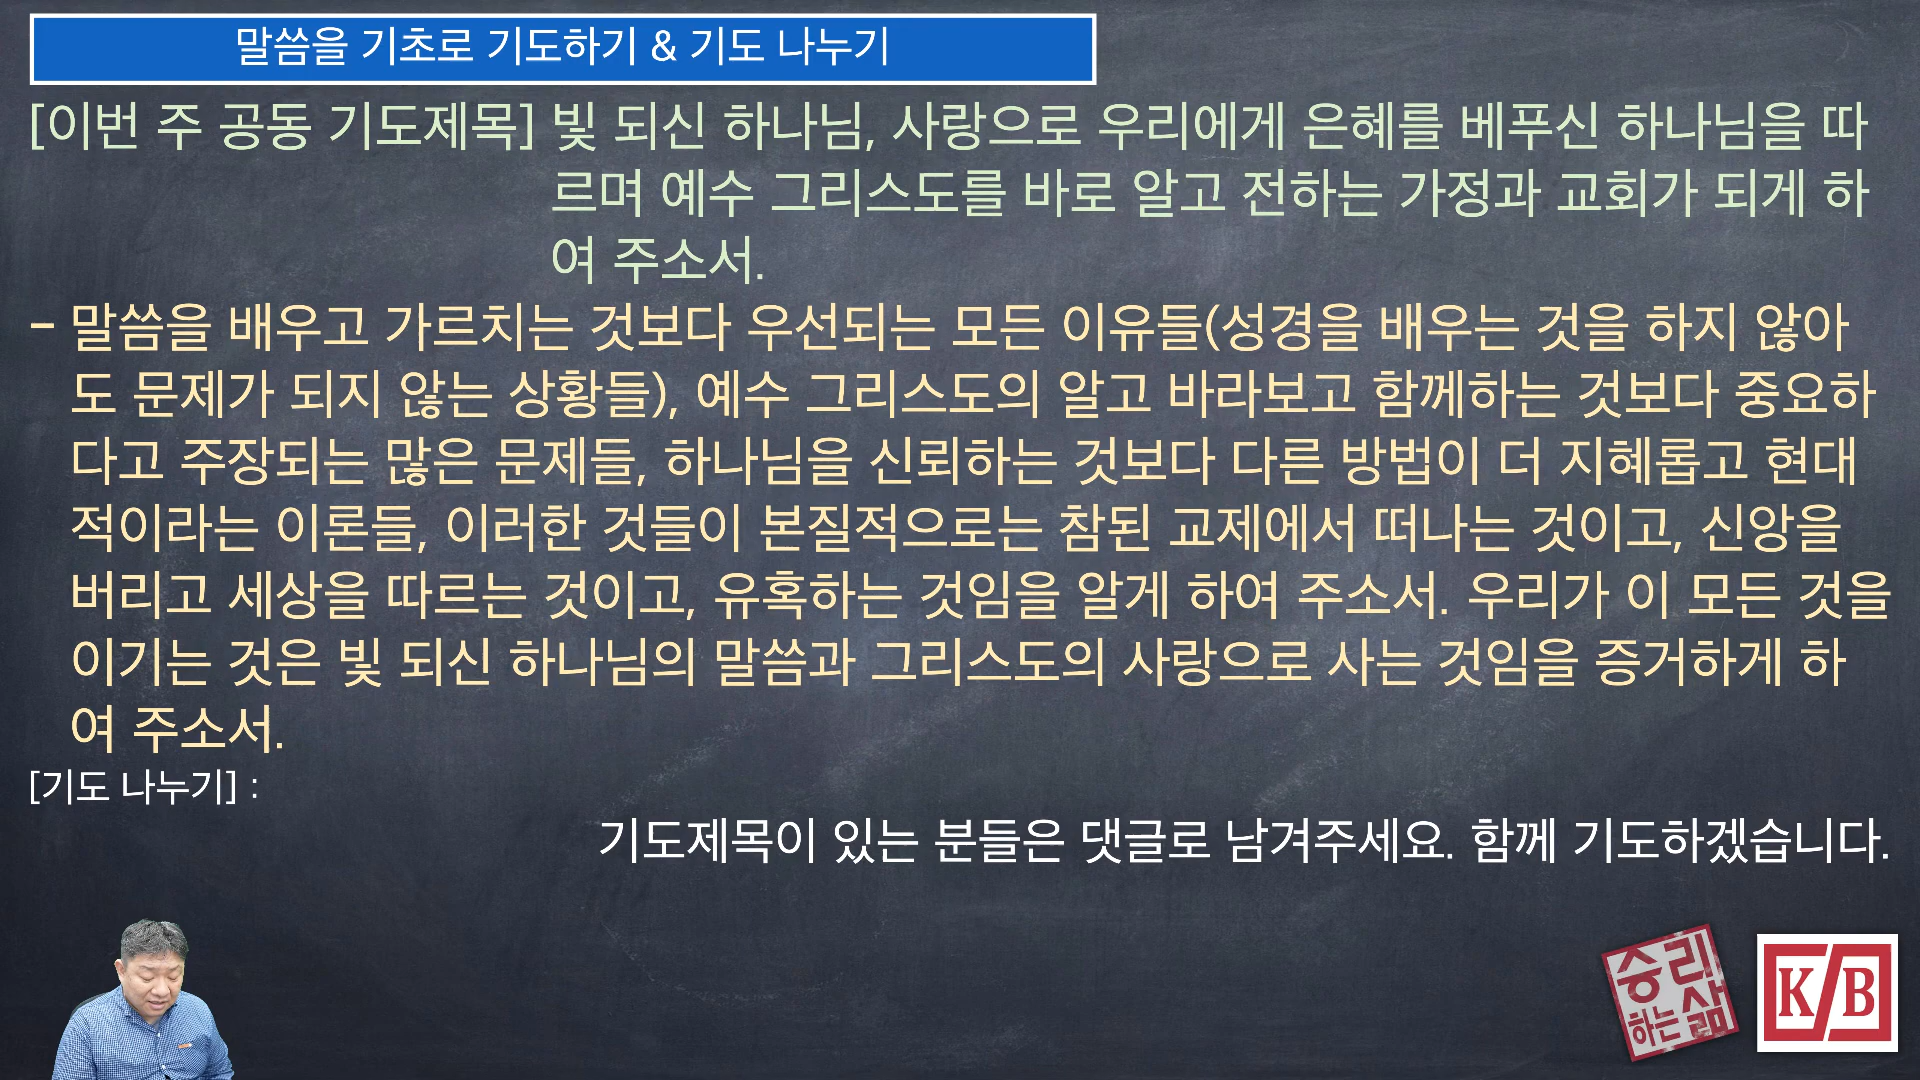 말씀을 기초로 기도하기 & 기도 나누기
[이번 주 공동 기도제목] 빛 되신 하나님, 사랑으로 우리에게 은혜를 베푸신 하나님을 따
르며 예수 그리스도를 바로 알고 전하는 가정과 교회가 되게 하
여 주소서.
- 말씀을 배우고 가르치는 것보다 우선되는 모든 이유들(성경을 배우는 것을 하지 않아
도 문제가 되지 않는 상황들), 예수 그리스도의 알고 바라보고 함께하는 것보다 중요하
다고 주장되는 많은 문제들, 하나님을 신뢰하는 것보다 다른 방법이 더 지혜롭고 현대
적이라는 이론들, 이러한 것들이 본질적으로는 참된 교제에서 떠나는 것이고, 신앙을
버리고 세상을 따르는 것이고, 유혹하는 것임을 알게 하여 주소서. 우리가 이 모든 것을
이기는 것은 빛 되신 하나님의 말씀과 그리스도의 사랑으로 사는 것임을 증거하게 하
여 주소서.
[기도 나누기] :
기도제목이 있는 분들은 댓글로 남겨주세요. 함께 기도하겠습니다.
승리
하는 삶
K/B